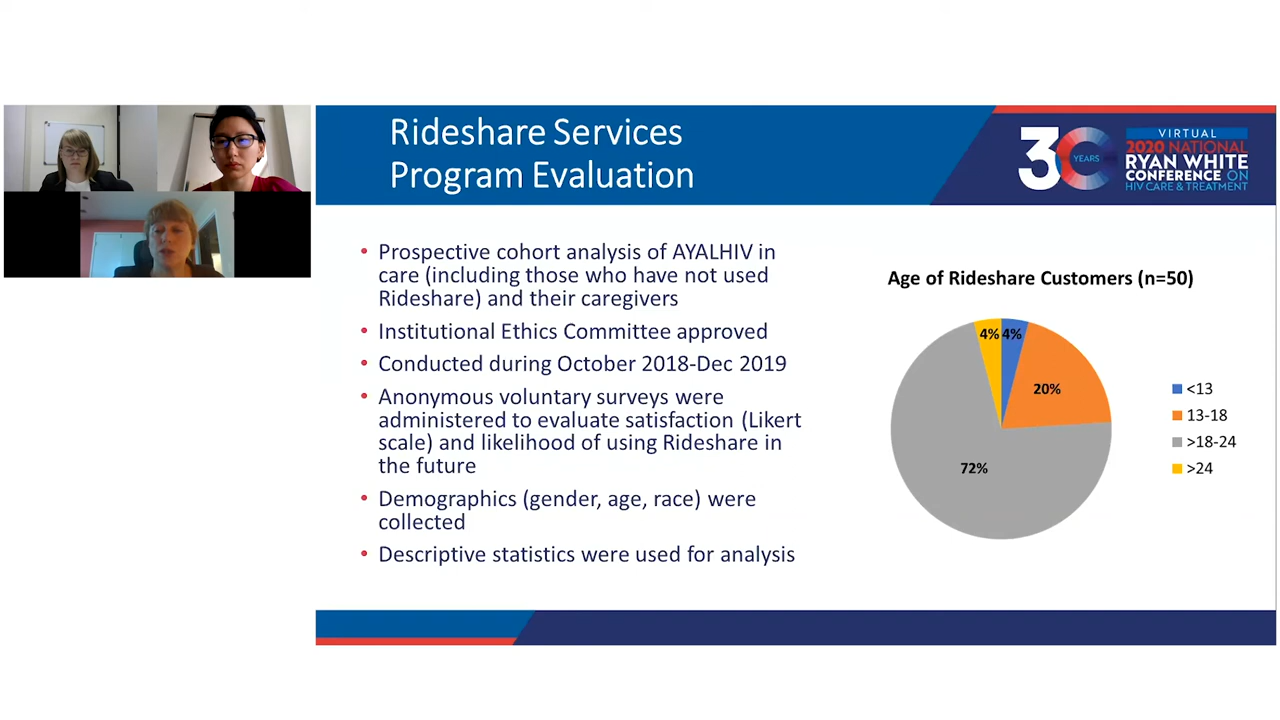 Rideshare Services
Program Evaluation
30
YEARS
VIRTUAL
2020 NATIONAL
RYAN WHITE
CONFERENCE ON
HIV CARE & TREATMENT
• Prospective cohort analysis of AYALHIV in
care (including those who have not used
Rideshare) and their caregivers
• Institutional Ethics Committee approved
• Conducted during October 2018-Dec 2019
• Anonymous voluntary surveys were
administered to evaluate satisfaction (Likert
scale) and likelihood of using Rideshare in
the future
• Demographics (gender, age, race) were
collected
• Descriptive statistics were used for analysis
Age of Rideshare Customers (n=50)
4% 4%
20%
72%
<13
13-18
>18-24
>24